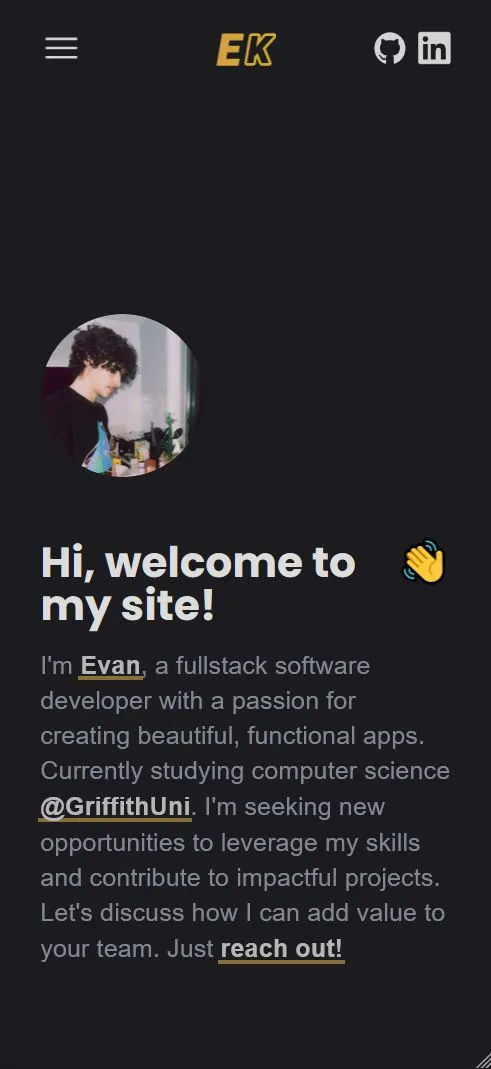 EK
in
Hi, welcome to 👋
my site!
I'm Evan, a fullstack software
developer with a passion for
creating beautiful, functional apps.
Currently studying computer science
@GriffithUni. I'm seeking new
opportunities to leverage my skills
and contribute to impactful projects.
Let's discuss how I can add value to
your team. Just reach out!